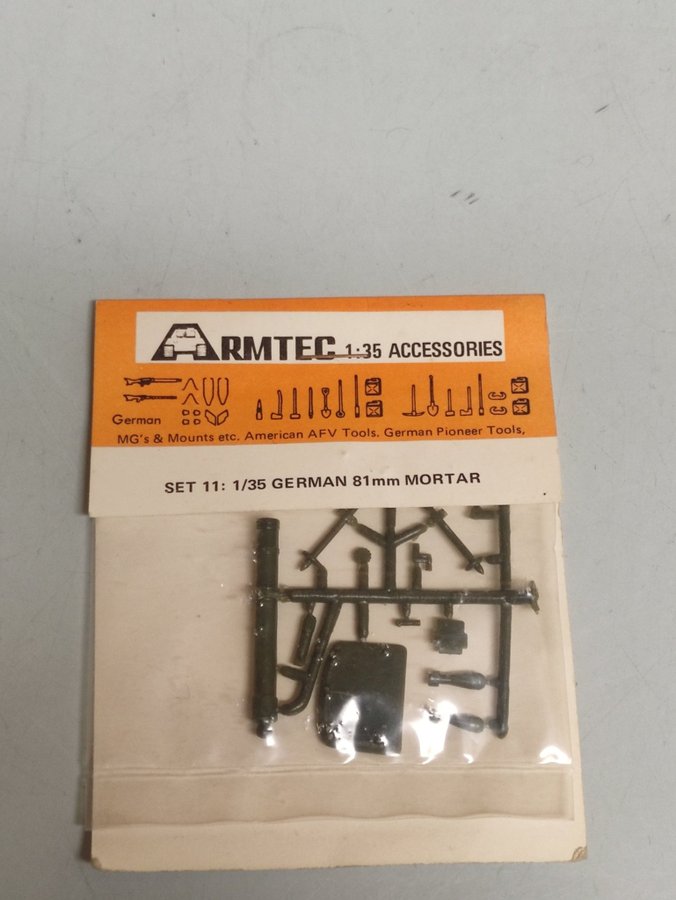 ARMTEC 1:35 ACCESSORIES
German
MG's & Mounts etc. American AFV Tools. German Pioneer Tools,
SET 11: 1/35 GERMAN 81mm MORTAR